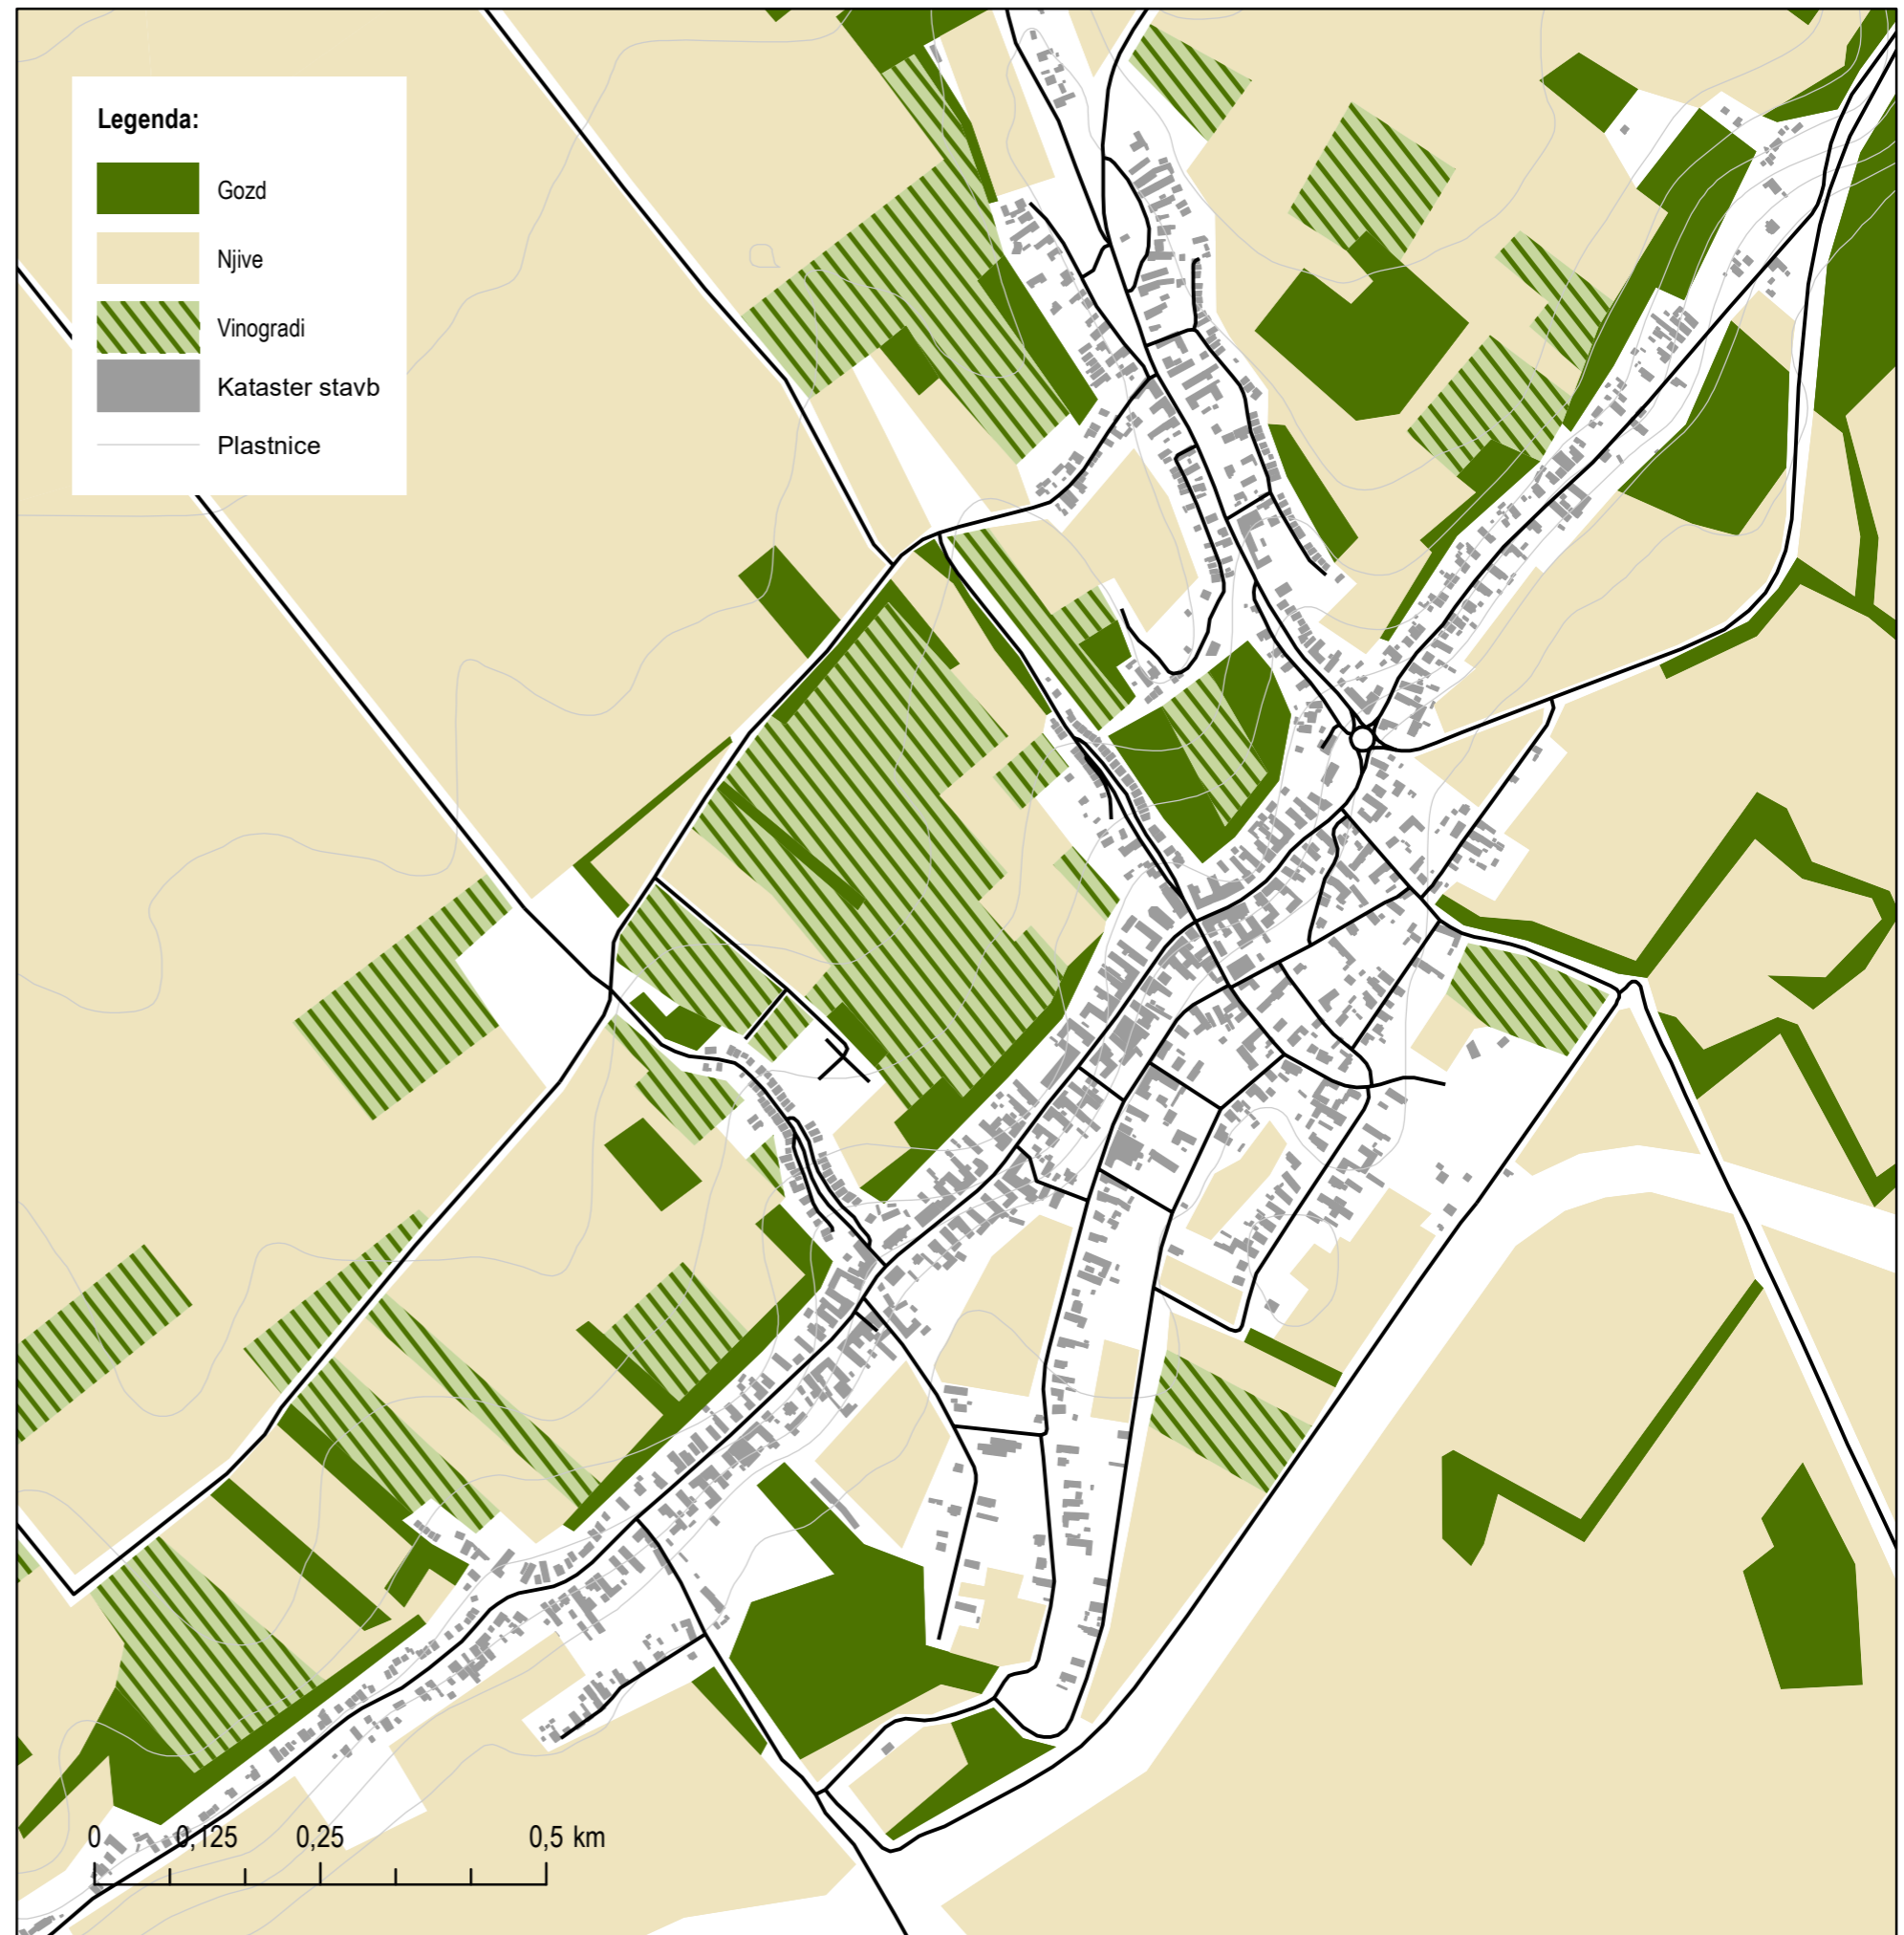 Legenda:
Gozd
Njive
Vinogradi
Kataster stavb
Plastnice
0 0,125 0,25 0,5 km